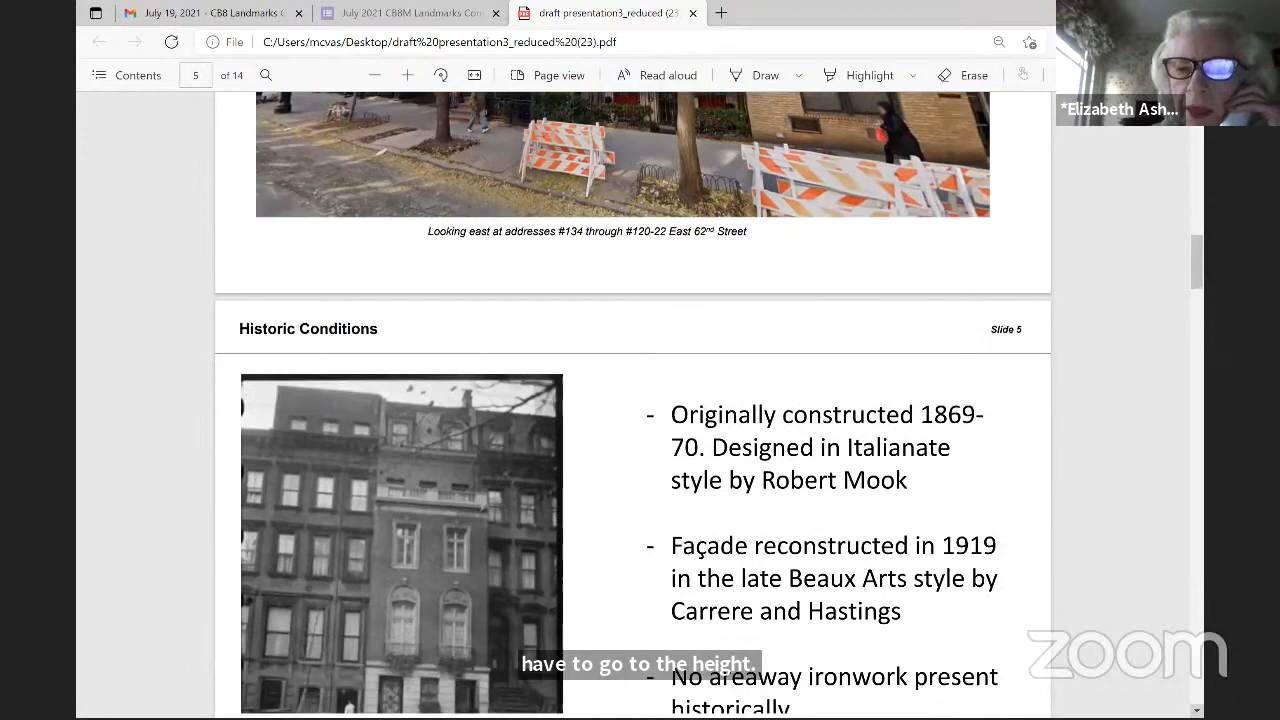 July 19, 2021 - CB8 Landmarks C
July 2021 CB8M Landmarks Com
draft presentation3_reduced (23)
File
C:/Users/mcvas/Desktop/draft%20presentation3_reduced%20(23).pdf
Contents
5
of 14
Page view
Read aloud
Draw
Highlight
Erase
*Elizabeth Ash...
Looking east at addresses #134 through #120-22 East 62nd Street
Historic Conditions
Slide 5
- Originally constructed 1869-
70. Designed in Italianate
style by Robert Mook
- Façade reconstructed in 1919
in the late Beaux Arts style by
Carrere and Hastings
- No areaway ironwork present
historically
have to go to the height.
zoom